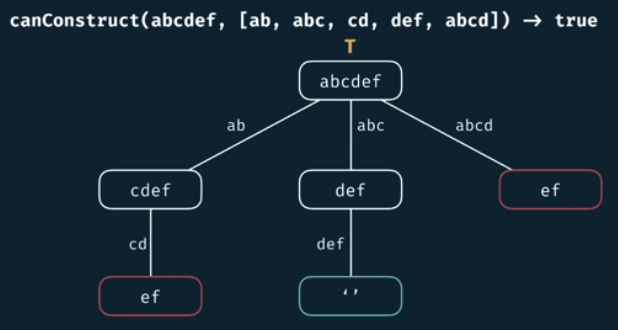 canConstruct(abcdef, [ab, abc, cd, def, abcd]) → true
T
abcdef
ab abc abcd
cdef def ef
cd def
ef ‘’